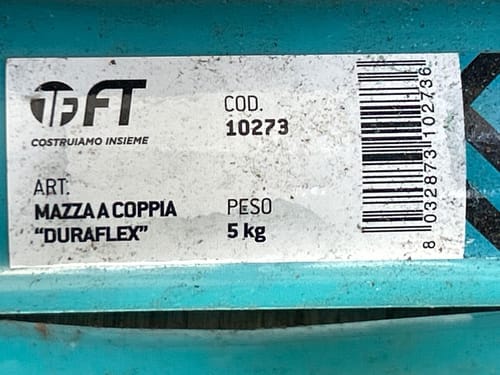 FT
COSTRUIAMO INSIEME
COD.
10273
ART.
MAZZA A COPPIA
"DURAFLEX"
PESO
5 kg
8 032873 102736